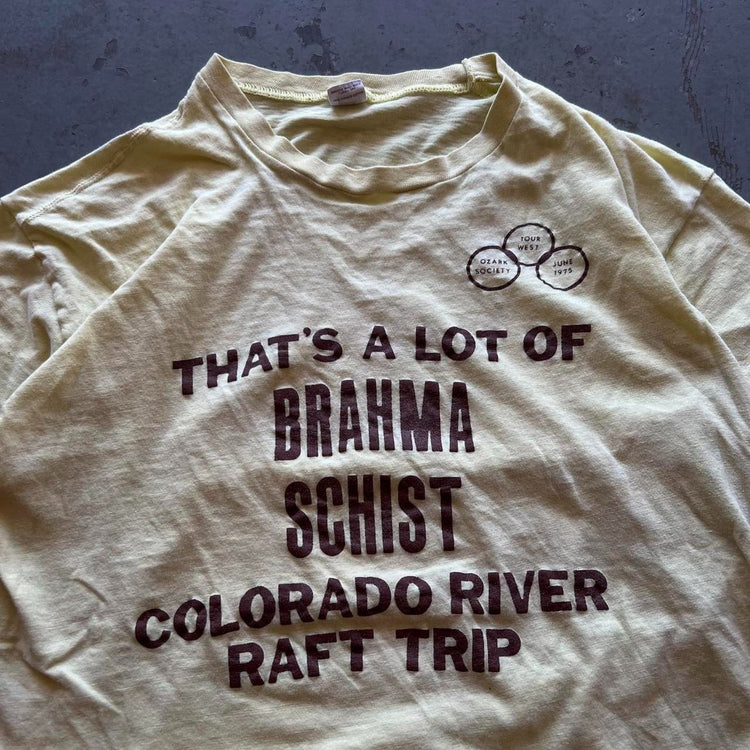 TOUR
WEST
OZARK
SOCIETY
JUNE
1975
THAT'S A LOT OF
BRAHMA
SCHIST
COLORADO RIVER
RAFT TRIP